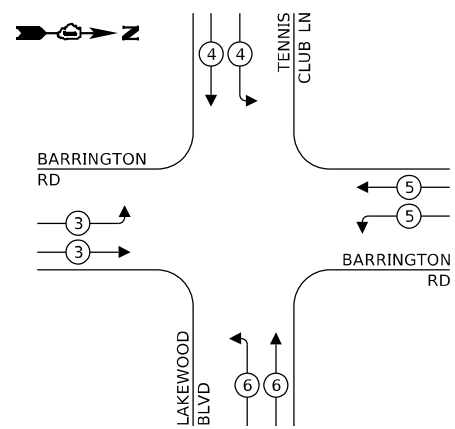 N
4 4
TENNIS
CLUB LN
BARRINGTON
RD
5
5
3
3
BARRINGTON
RD
LAKEWOOD
BLVD
6 6